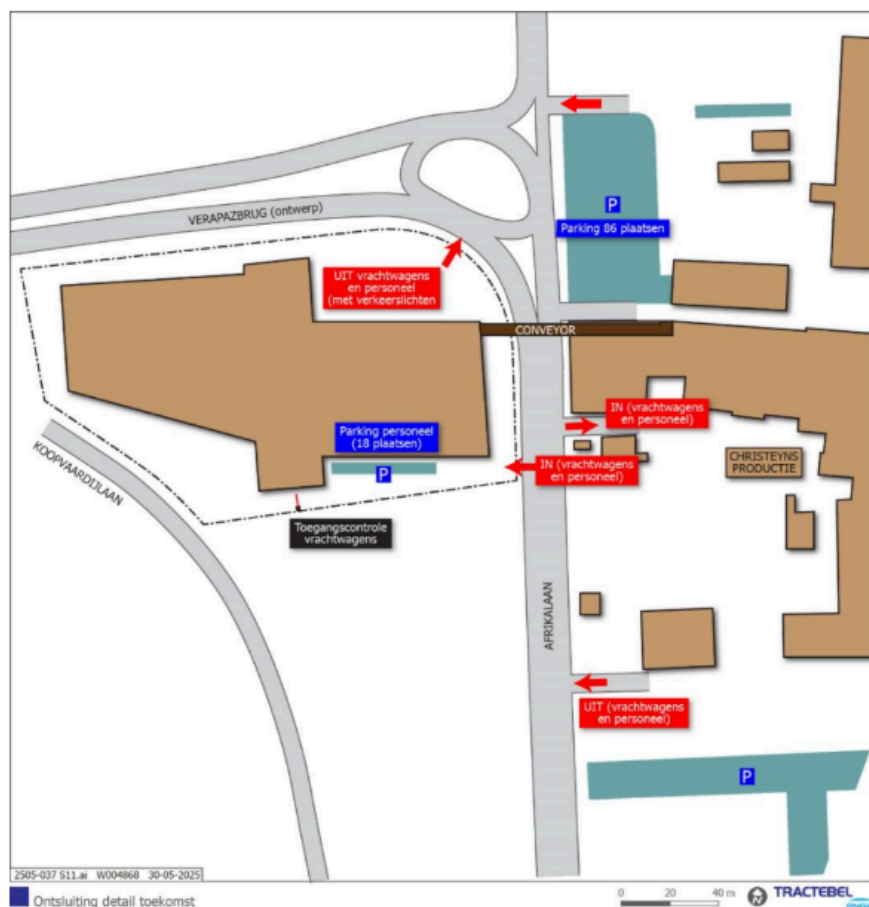 VERAPAZBRUG (ontwerp)
P
Parking 86 plaatsen
UIT vrachtwagens
en personeel
(met verkeerslichten
CONVEYOR
IN (vrachtwagens
en personeel)
Parking personeel
(18 plaatsen)
P
IN (vrachtwagens
en personeel)
CHRISTEYNS
PRODUCTIE
KOOPVAARDIJLAAN
Toegangscontrole
vrachtwagens
AFRIKALAAN
UIT (vrachtwagens
en personeel)
P
2505-037 S11.ai W004868 30-05-2025
Ontsluiting detail toekomst
0 20 40 m
N
TRACTEBEL